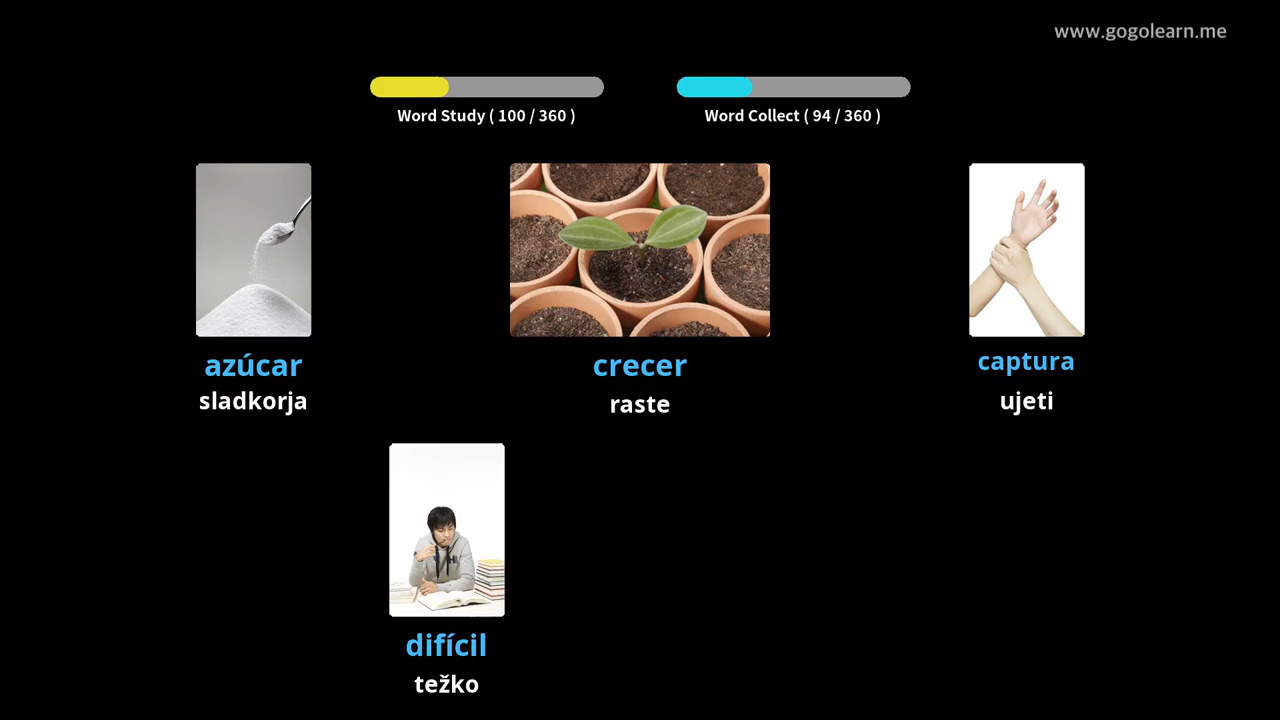 www.gogolearn.me
Word Study ( 100 / 360 )
Word Collect ( 94 / 360 )
azúcar
sladkorja
crecer
raste
captura
ujeti
difícil
težko